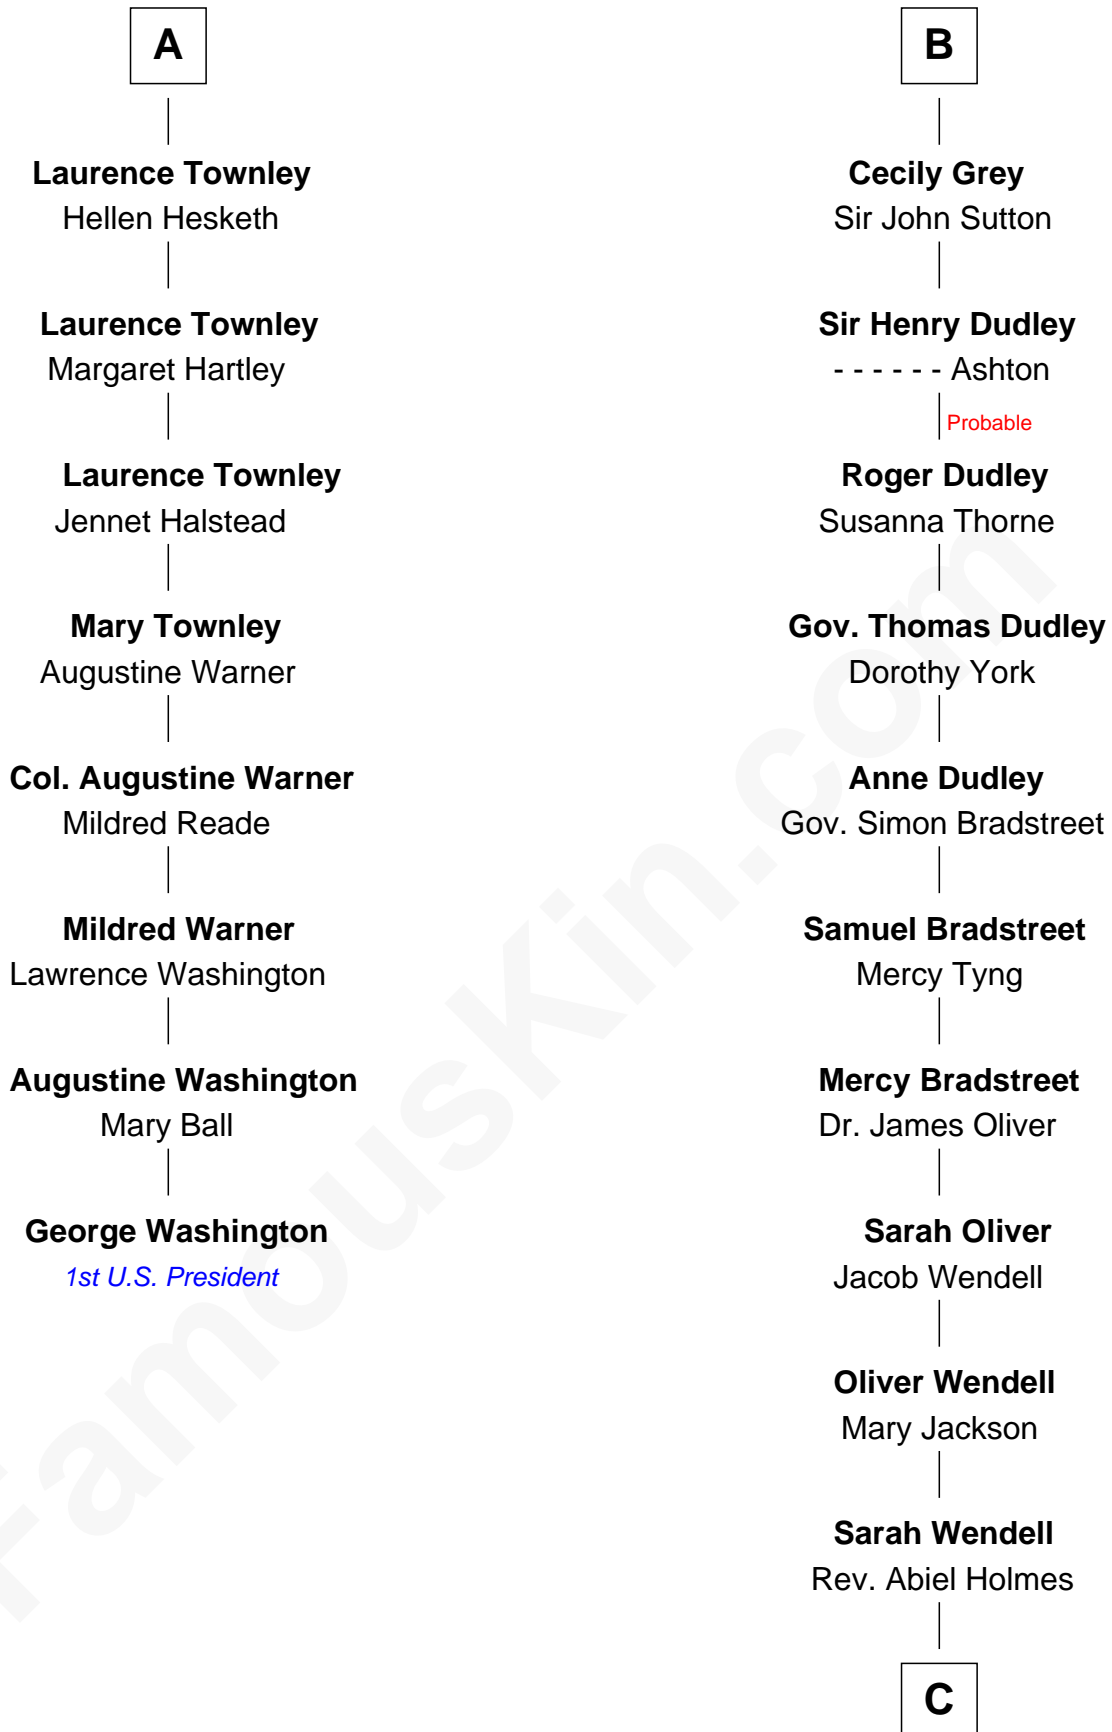 A
Laurence Townley
Hellen Hesketh
Laurence Townley
Margaret Hartley
Laurence Townley
Jennet Halstead
Mary Townley
Augustine Warner
Col. Augustine Warner
Mildred Reade
Mildred Warner
Lawrence Washington
Augustine Washington
Mary Ball
George Washington
1st U.S. President
B
Cecily Grey
Sir John Sutton
Sir Henry Dudley
- - - - - - Ashton
Probable
Roger Dudley
Susanna Thorne
Gov. Thomas Dudley
Dorothy York
Anne Dudley
Gov. Simon Bradstreet
Samuel Bradstreet
Mercy Tyng
Mercy Bradstreet
Dr. James Oliver
Sarah Oliver
Jacob Wendell
Oliver Wendell
Mary Jackson
Sarah Wendell
Rev. Abiel Holmes
C
FamousKin.com